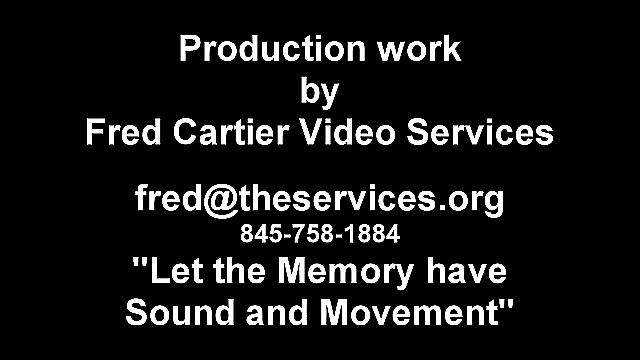 Production work
by
Fred Cartier Video Services
fred@theservices.org
845-758-1884
"Let the Memory have
Sound and Movement"